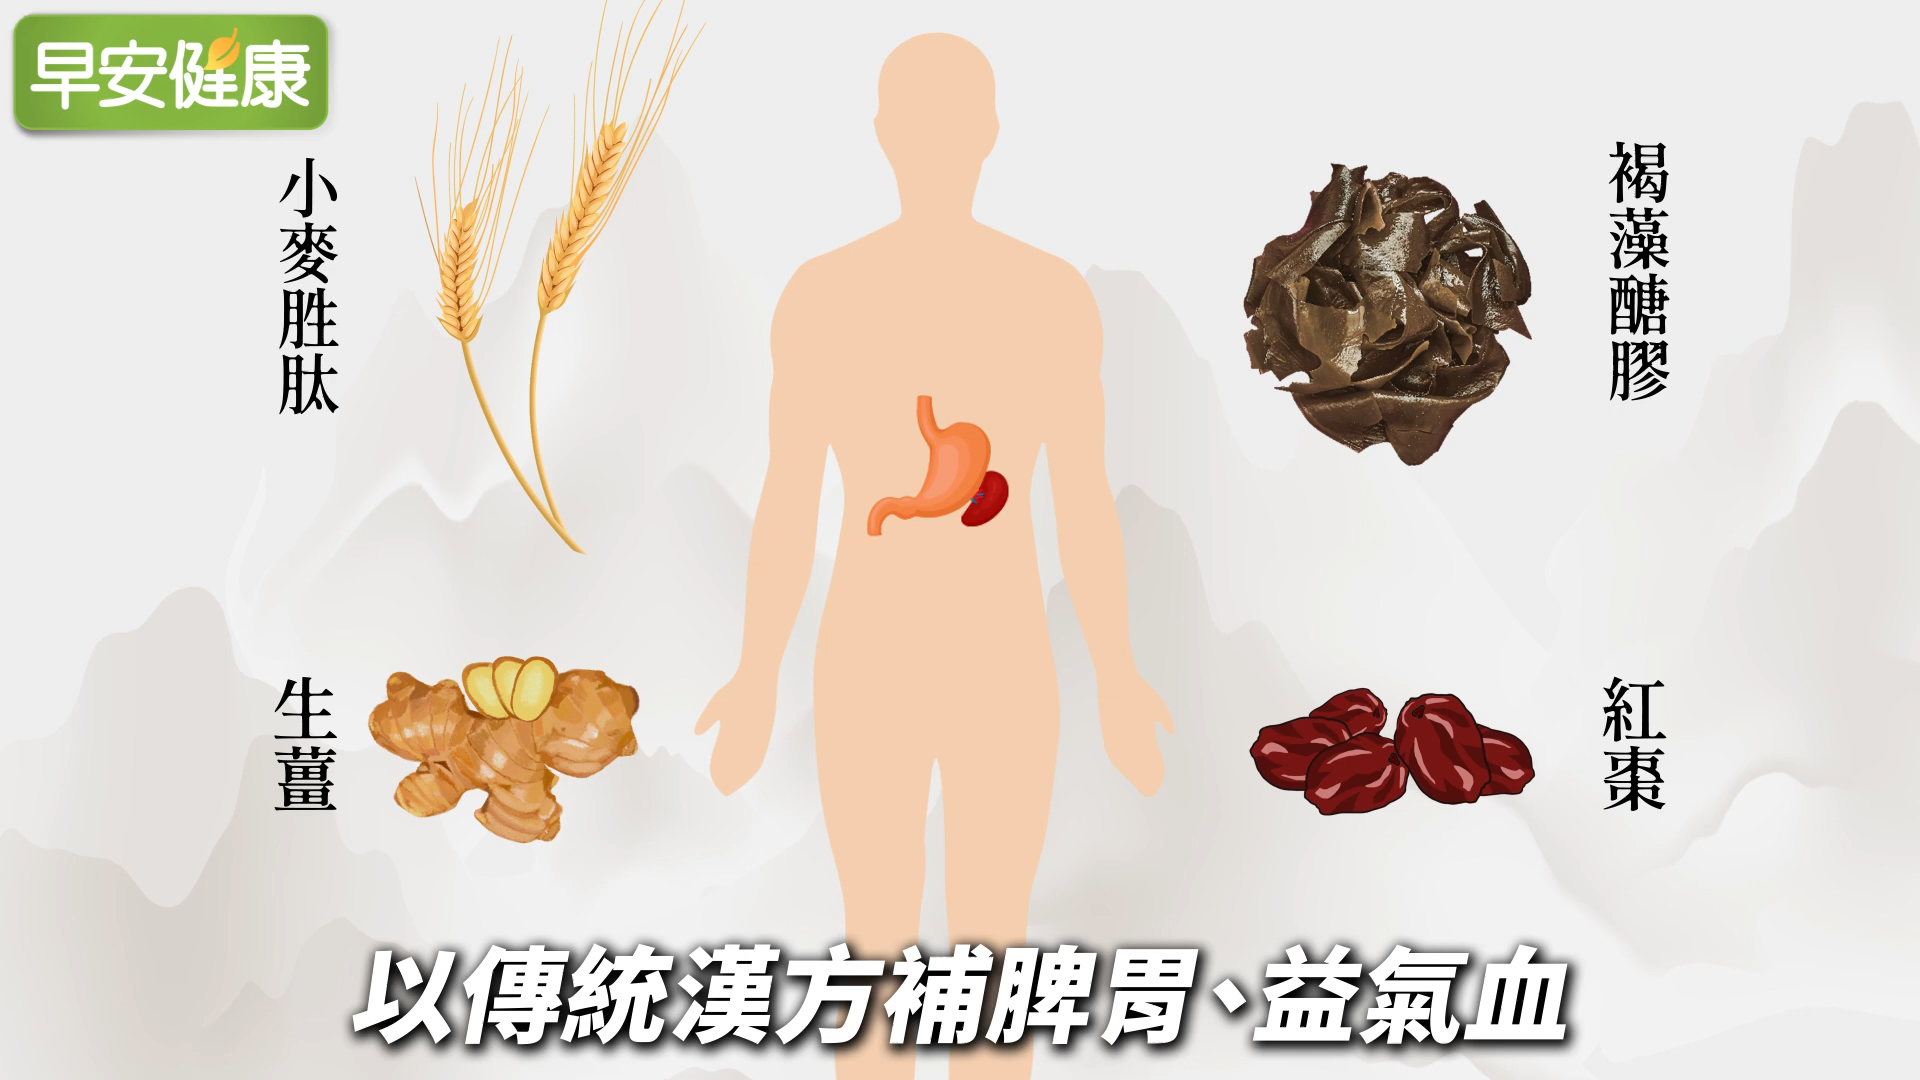 早安健康
小麥胜肽
褐藻醣膠
生薑
紅棗
以傳統漢方補脾胃、益氣血